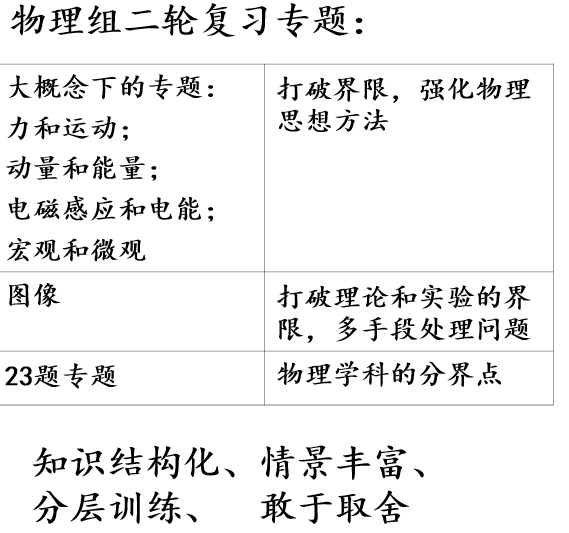 物理组二轮复习专题：
大概念下的专题：
力和运动；
动量和能量；
电磁感应和电能；
宏观和微观
打破界限，强化物理
思想方法
图像
打破理论和实验的界
限，多手段处理问题
23题专题
物理学科的分界点
知识结构化、情景丰富、
分层训练、 敢于取舍